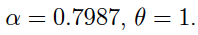 α = 0.7987, θ = 1.